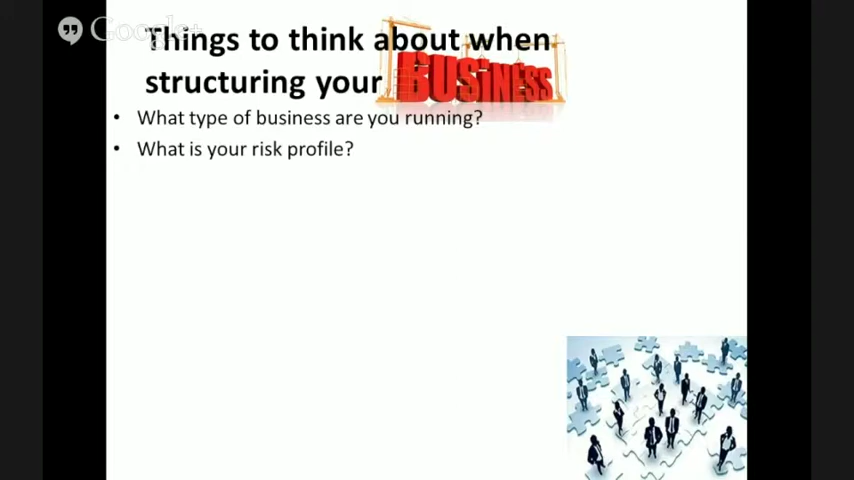 Google+
Things to think about when
structuring your BUSINESS
• What type of business are you running?
• What is your risk profile?